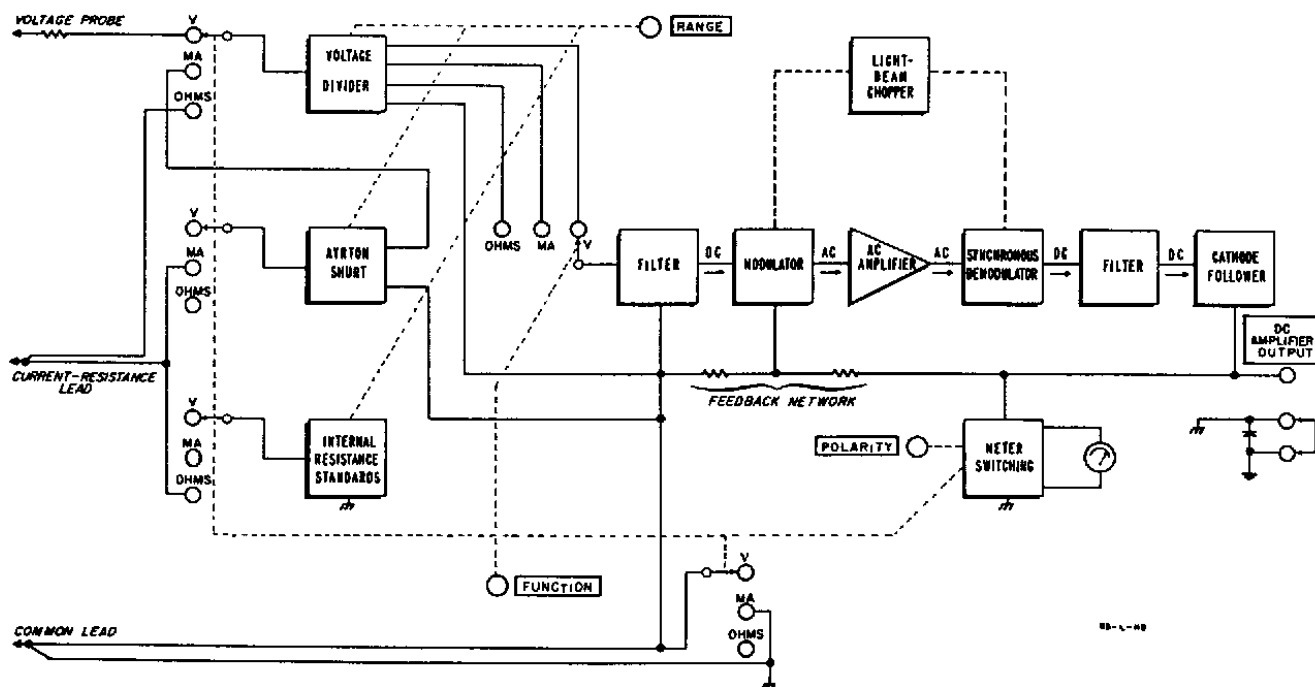 VOLTAGE PROBE
V
MA
OHMS
VOLTAGE
DIVIDER
RANGE
LIGHT-
BEAM
CHOPPER
V
MA
OHMS
AYRTON
SHUNT
OHMS
MA
V
FILTER
DC
MODULATOR
AC
AC AMPLIFIER
AC
SYNCHRONOUS
DEMODULATOR
DC
FILTER
DC
CATHODE
FOLLOWER
DC
AMPLIFIER
OUTPUT
CURRENT-RESISTANCE
LEAD
FEEDBACK NETWORK
V
MA
OHMS
INTERNAL
RESISTANCE
STANDARDS
POLARITY
METER
SWITCHING
FUNCTION
V
MA
OHMS
COMMON LEAD